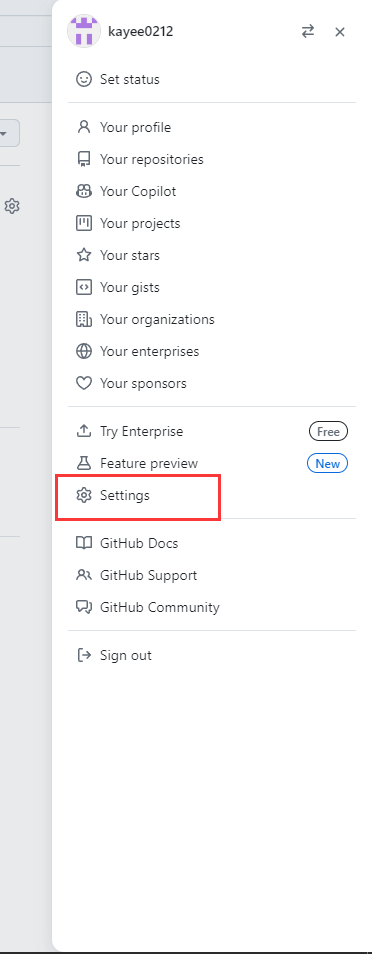 kayee0212
Set status
Your profile
Your repositories
Your Copilot
Your projects
Your stars
Your gists
Your organizations
Your enterprises
Your sponsors
Try Enterprise Free
Feature preview New
Settings
GitHub Docs
GitHub Support
GitHub Community
Sign out